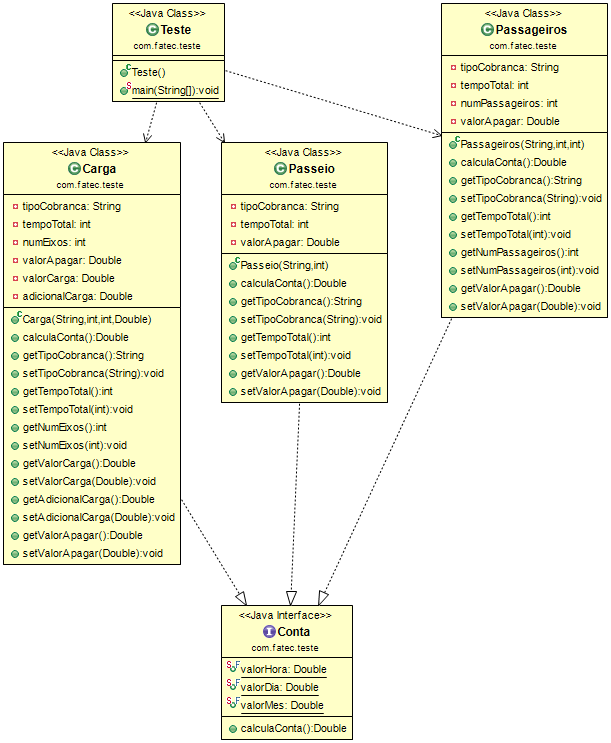 <<Java Class>>
Teste
com.fatec.teste
Teste()
main(String[]):void
<<Java Class>>
Passageiros
com.fatec.teste
tipoCobranca: String
tempoTotal: int
numPassageiros: int
valorApagar: Double
Passageiros(String,int,int)
calculaConta():Double
getTipoCobranca():String
setTipoCobranca(String):void
getTempoTotal():int
setTempoTotal(int):void
getNumPassageiros():int
setNumPassageiros(int):void
getValorApagar():Double
setValorApagar(Double):void
<<Java Class>>
Carga
com.fatec.teste
tipoCobranca: String
tempoTotal: int
numEixos: int
valorApagar: Double
valorCarga: Double
adicionalCarga: Double
Carga(String,int,int,Double)
calculaConta():Double
getTipoCobranca():String
setTipoCobranca(String):void
getTempoTotal():int
setTempoTotal(int):void
getNumEixos():int
setNumEixos(int):void
getValorCarga():Double
setValorCarga(Double):void
getAdicionalCarga():Double
setAdicionalCarga(Double):void
getValorApagar():Double
setValorApagar(Double):void
<<Java Class>>
Passeio
com.fatec.teste
tipoCobranca: String
tempoTotal: int
valorApagar: Double
Passeio(String,int)
calculaConta():Double
getTipoCobranca():String
setTipoCobranca(String):void
getTempoTotal():int
setTempoTotal(int):void
getValorApagar():Double
setValorApagar(Double):void
<<Java Interface>>
Conta
com.fatec.teste
valorHora: Double
valorDia: Double
valorMes: Double
calculaConta():Double